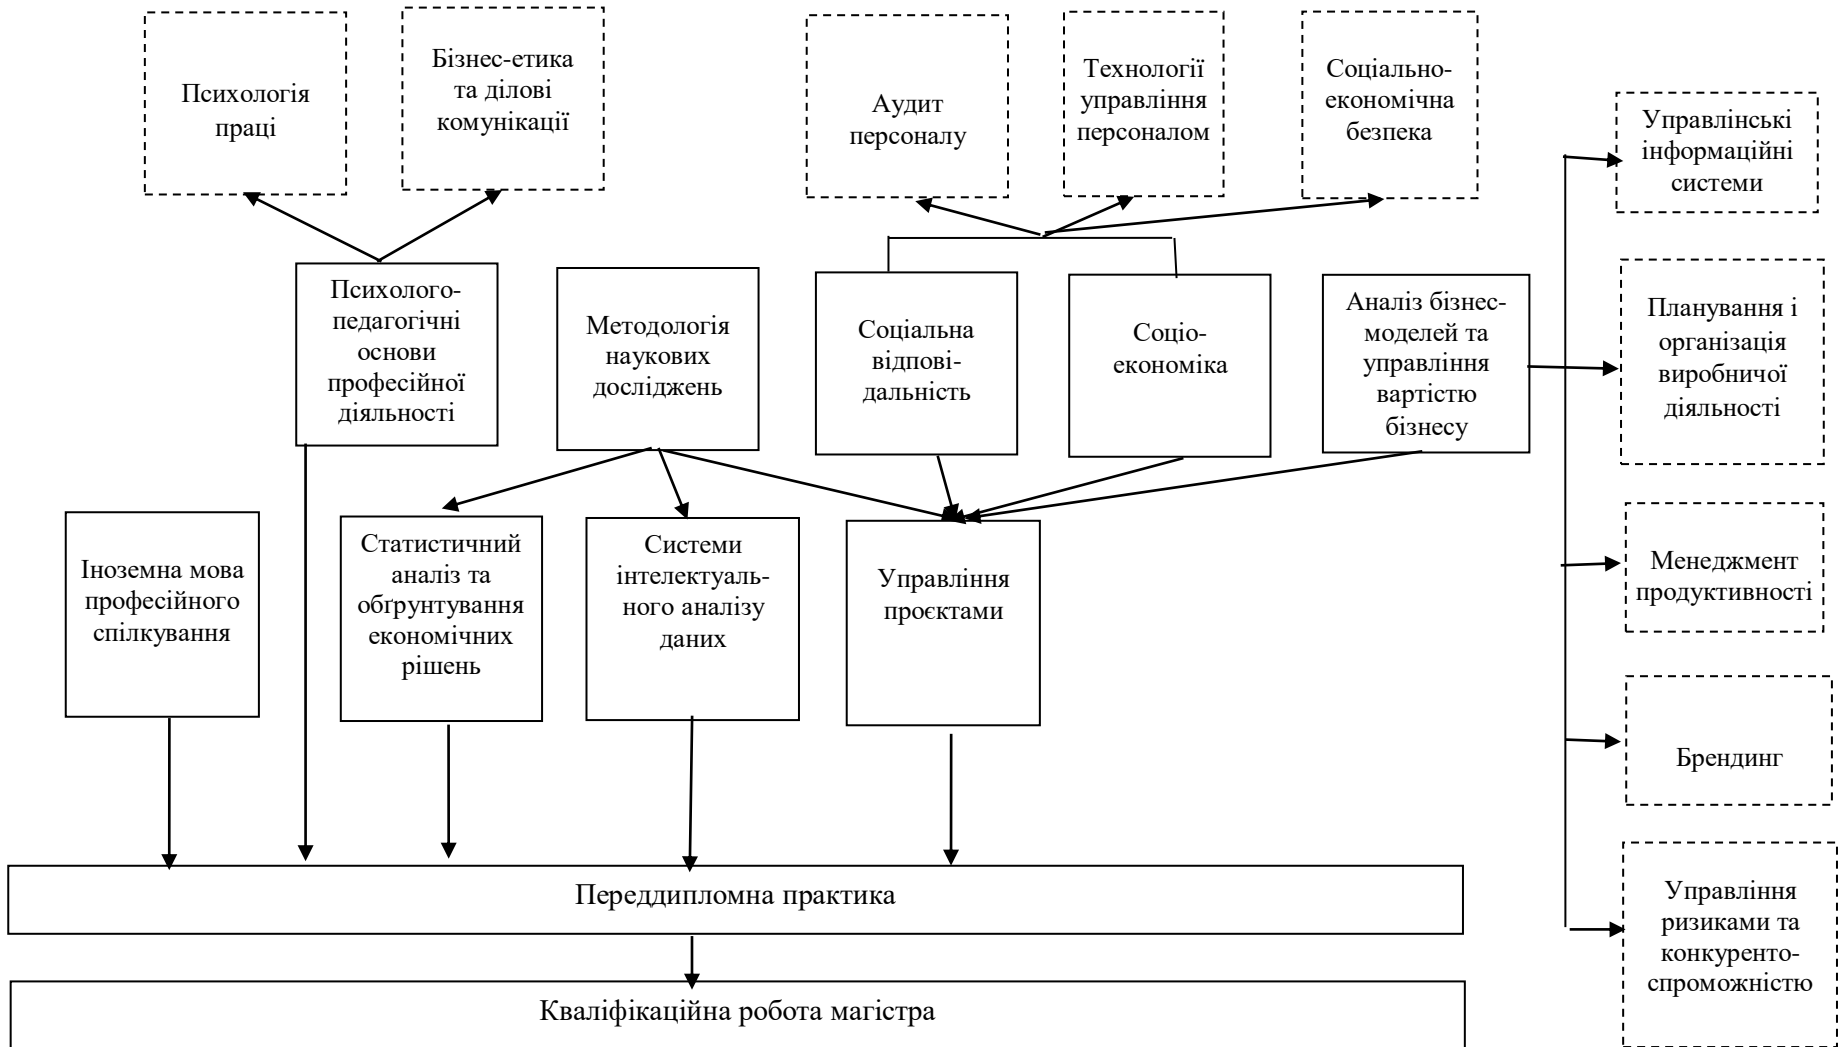 Психологія
праці
Бізнес-етика
та ділові
комунікації
Аудит
персоналу
Технології
управління
персоналом
Соціально-
економічна
безпека
Управлінські
інформаційні
системи
Психолого-
педагогічні
основи
професійної
діяльності
Методологія
наукових
досліджень
Соціальна
відпові-
дальність
Соціо-
економіка
Аналіз бізнес-
моделей та
управління
вартістю
бізнесу
Планування і
організація
виробничої
діяльності
Іноземна мова
професійного
спілкування
Статистичний
аналіз та
обґрунтування
економічних
рішень
Системи
інтелектуаль-
ного аналізу
даних
Управління
проєктами
Менеджмент
продуктивності
Брендинг
Переддипломна практика
Управління
ризиками та
конкуренто-
спроможністю
Кваліфікаційна робота магістра